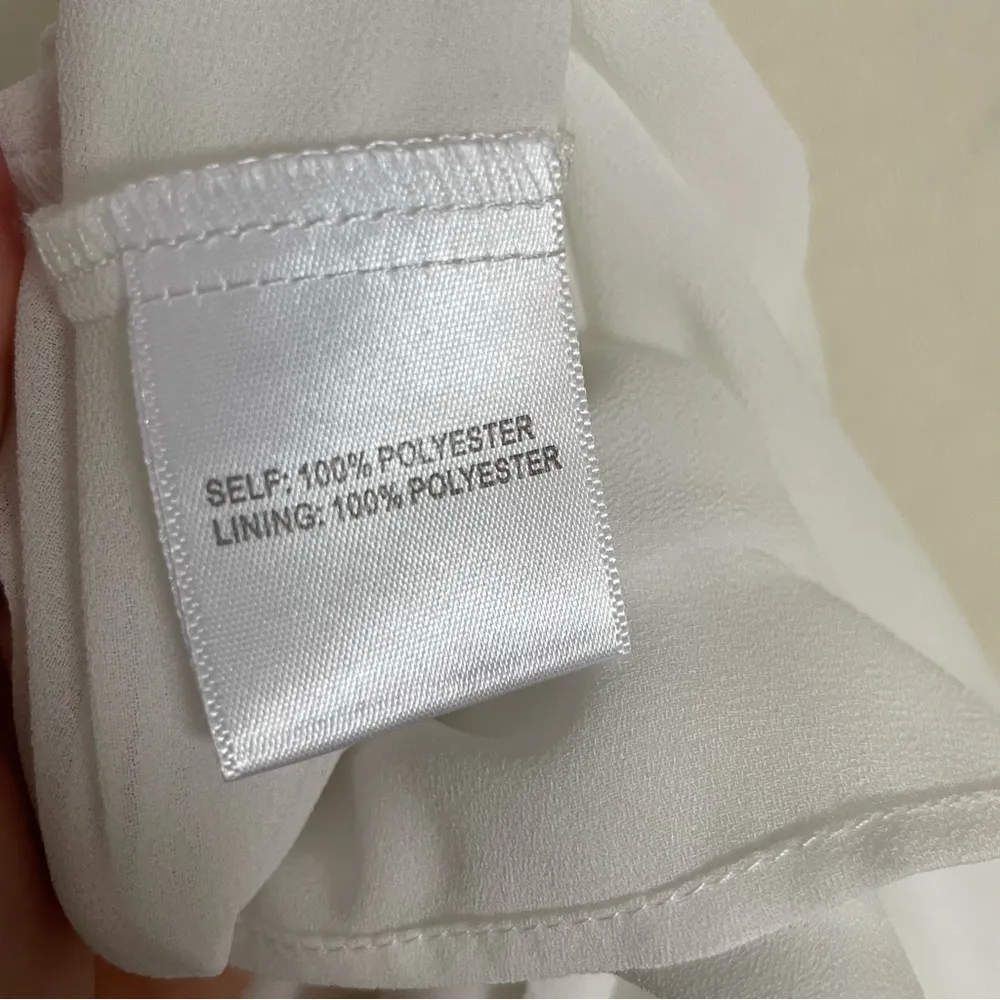 SELF: 100% POLYESTER
LINING: 100% POLYESTER